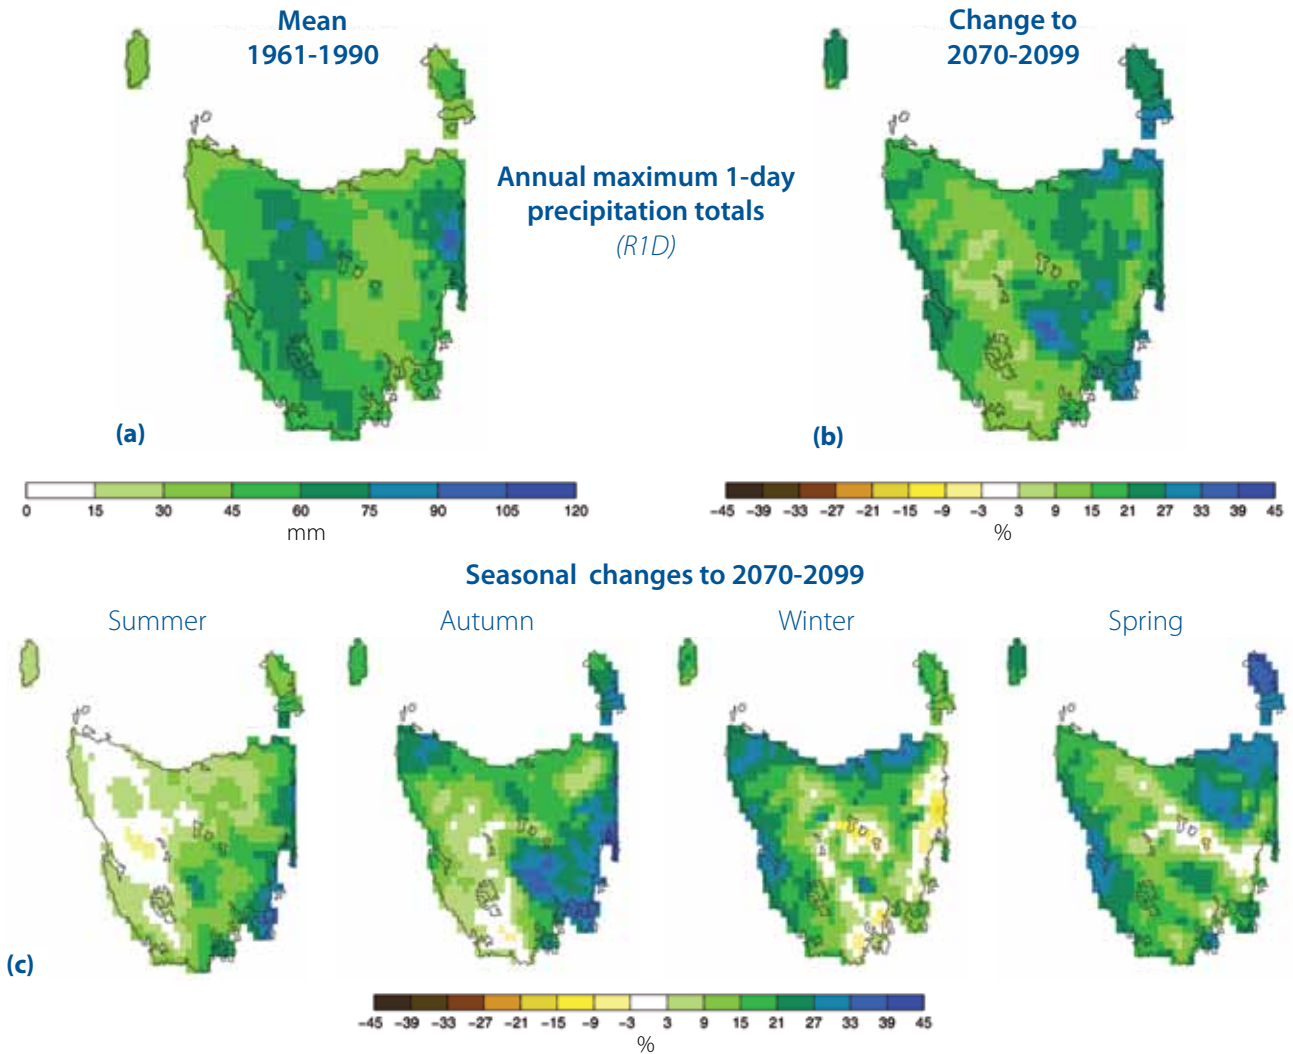 Mean
1961-1990
Change to
2070-2099
Annual maximum 1-day
precipitation totals
(R1D)
(a)
(b)
0 15 30 45 60 75 90 105 120
mm
-45 -39 -33 -27 -21 -15 -9 -3 3 9 15 21 27 33 39 45
%
Seasonal changes to 2070-2099
Summer Autumn Winter Spring
(c)
-45 -39 -33 -27 -21 -15 -9 -3 3 9 15 21 27 33 39 45
%